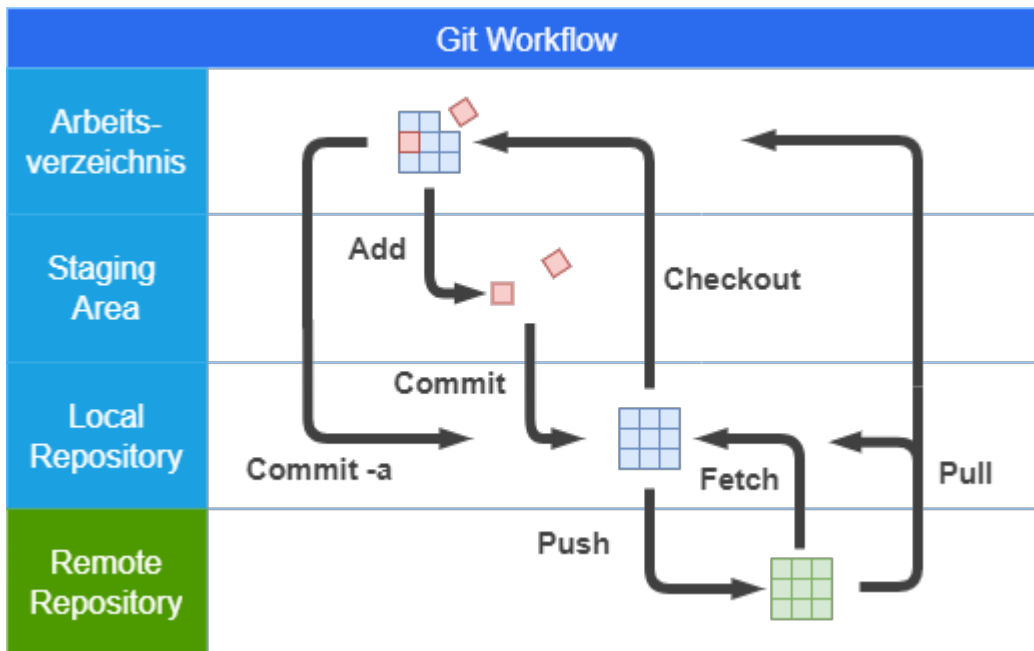 Git Workflow
Arbeits-
verzeichnis
Add
Staging
Area
Checkout
Commit
Local
Repository
Commit -a
Fetch
Pull
Push
Remote
Repository